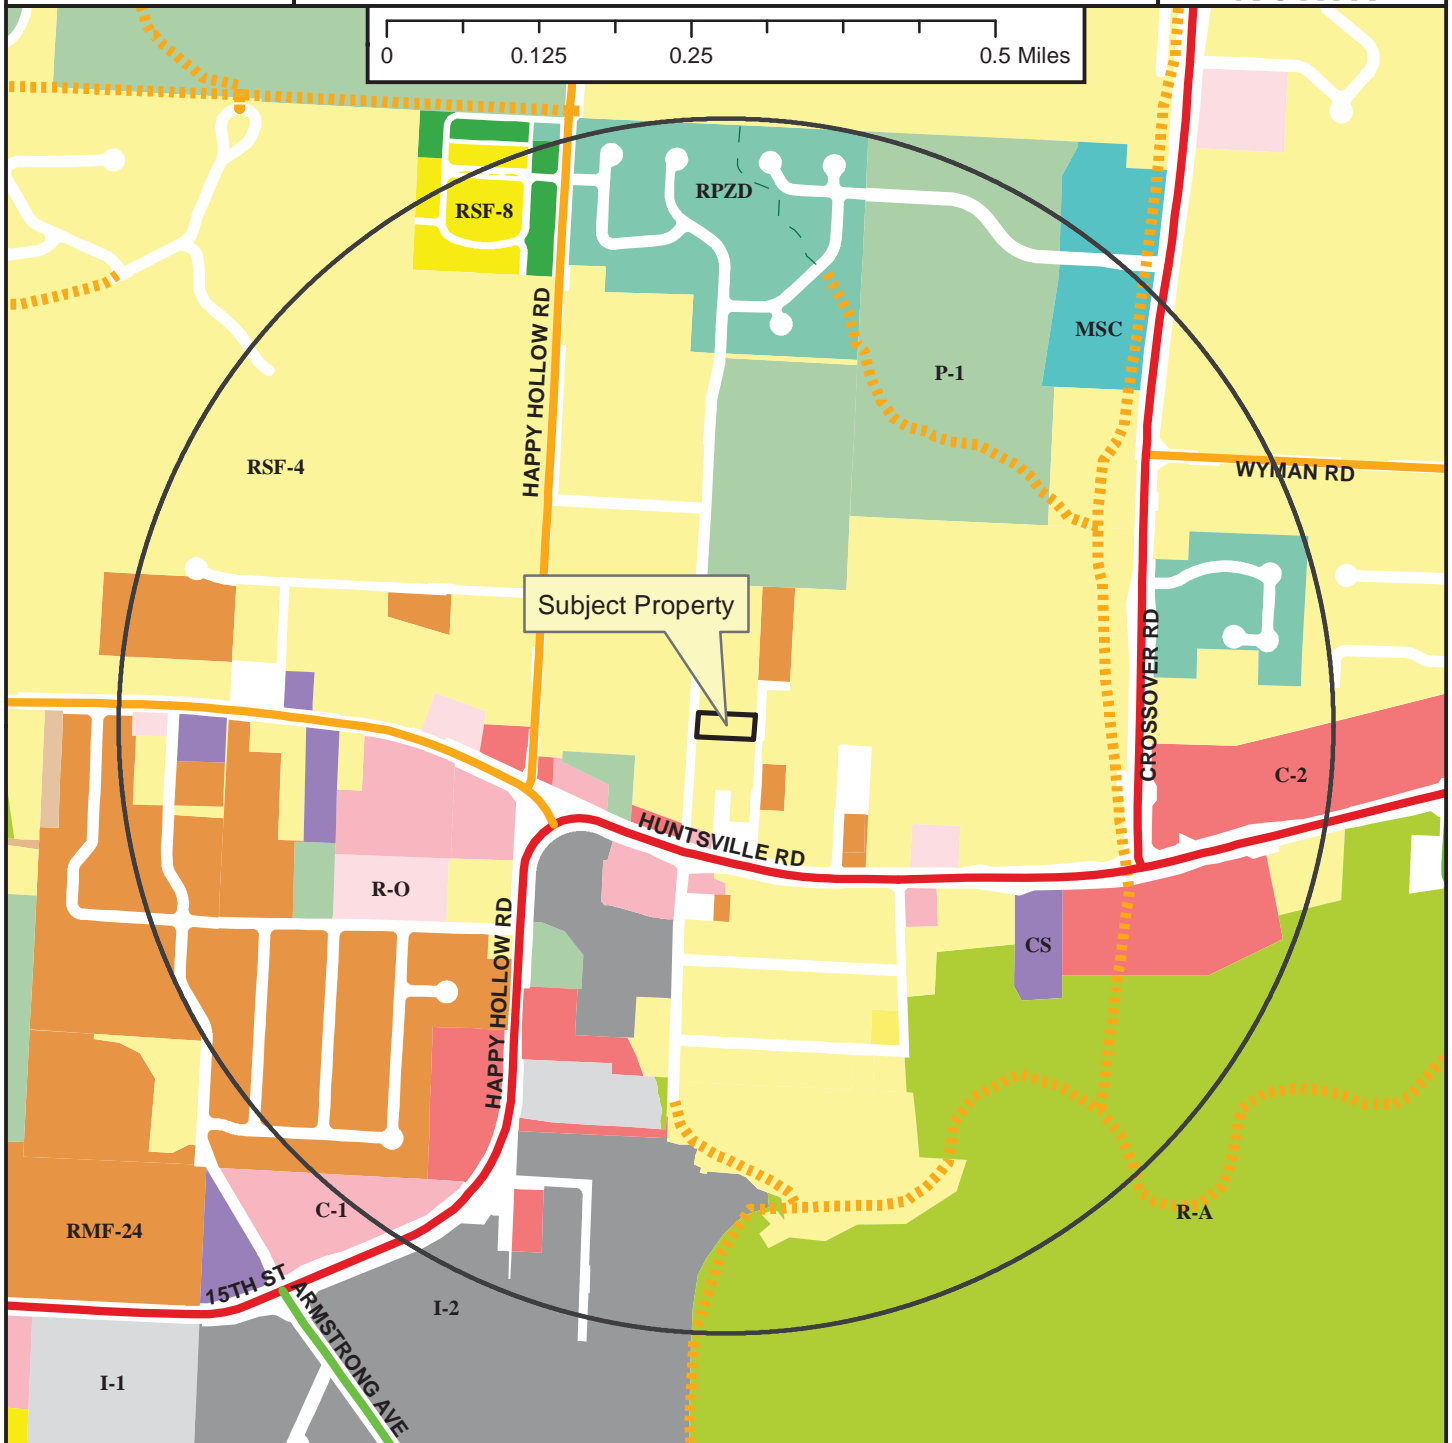 0 0.125 0.25 0.5 Miles
RPZD
RSF-8
HAPPY HOLLOW RD
MSC
P-1
RSF-4
WYMAN RD
Subject Property
CROSSOVER RD
C-2
HUNTSVILLE RD
R-O
HAPPY HOLLOW RD
CS
C-1
R-A
RMF-24
15TH ST
I-2
ARMSTRONG AVE
I-1